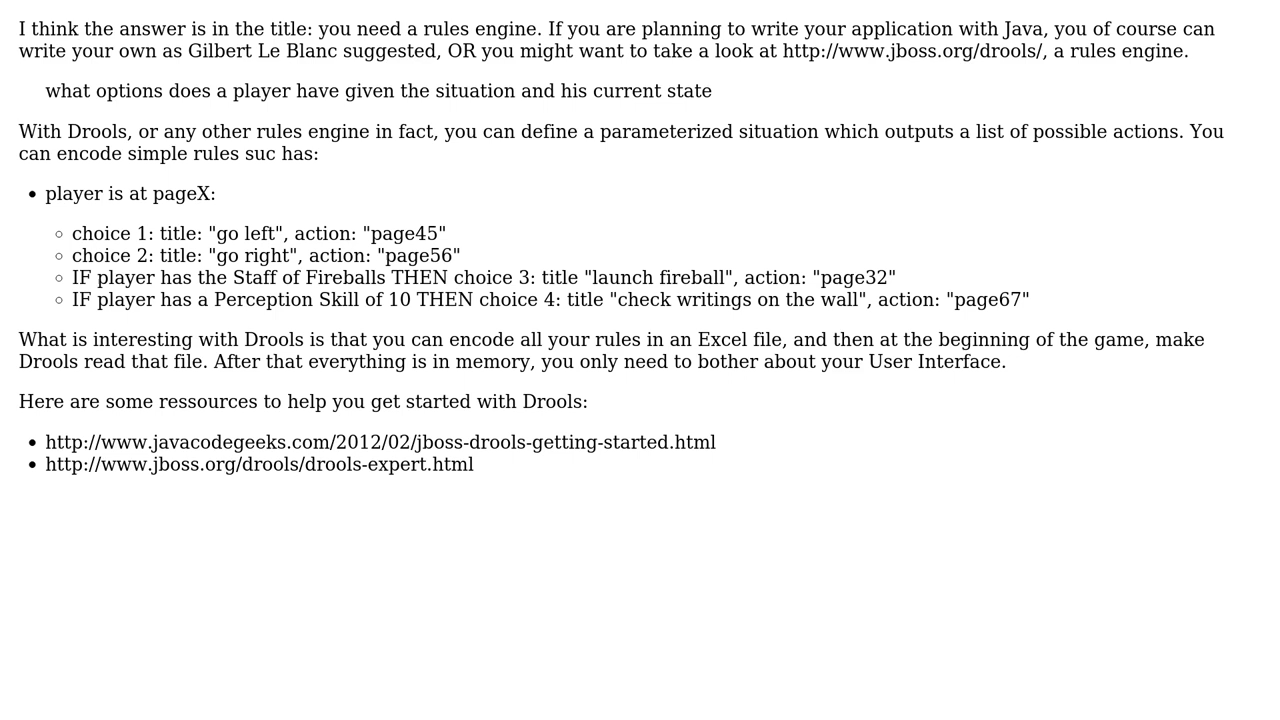 I think the answer is in the title: you need a rules engine. If you are planning to write your application with Java, you of course can
write your own as Gilbert Le Blanc suggested, OR you might want to take a look at http://www.jboss.org/drools/, a rules engine.
what options does a player have given the situation and his current state
With Drools, or any other rules engine in fact, you can define a parameterized situation which outputs a list of possible actions. You
can encode simple rules suc has:
• player is at pageX:
◦ choice 1: title: "go left", action: "page45"
◦ choice 2: title: "go right", action: "page56"
◦ IF player has the Staff of Fireballs THEN choice 3: title "launch fireball", action: "page32"
◦ IF player has a Perception Skill of 10 THEN choice 4: title "check writings on the wall", action: "page67"
What is interesting with Drools is that you can encode all your rules in an Excel file, and then at the beginning of the game, make
Drools read that file. After that everything is in memory, you only need to bother about your User Interface.
Here are some ressources to help you get started with Drools:
• http://www.javacodegeeks.com/2012/02/jboss-drools-getting-started.html
• http://www.jboss.org/drools/drools-expert.html